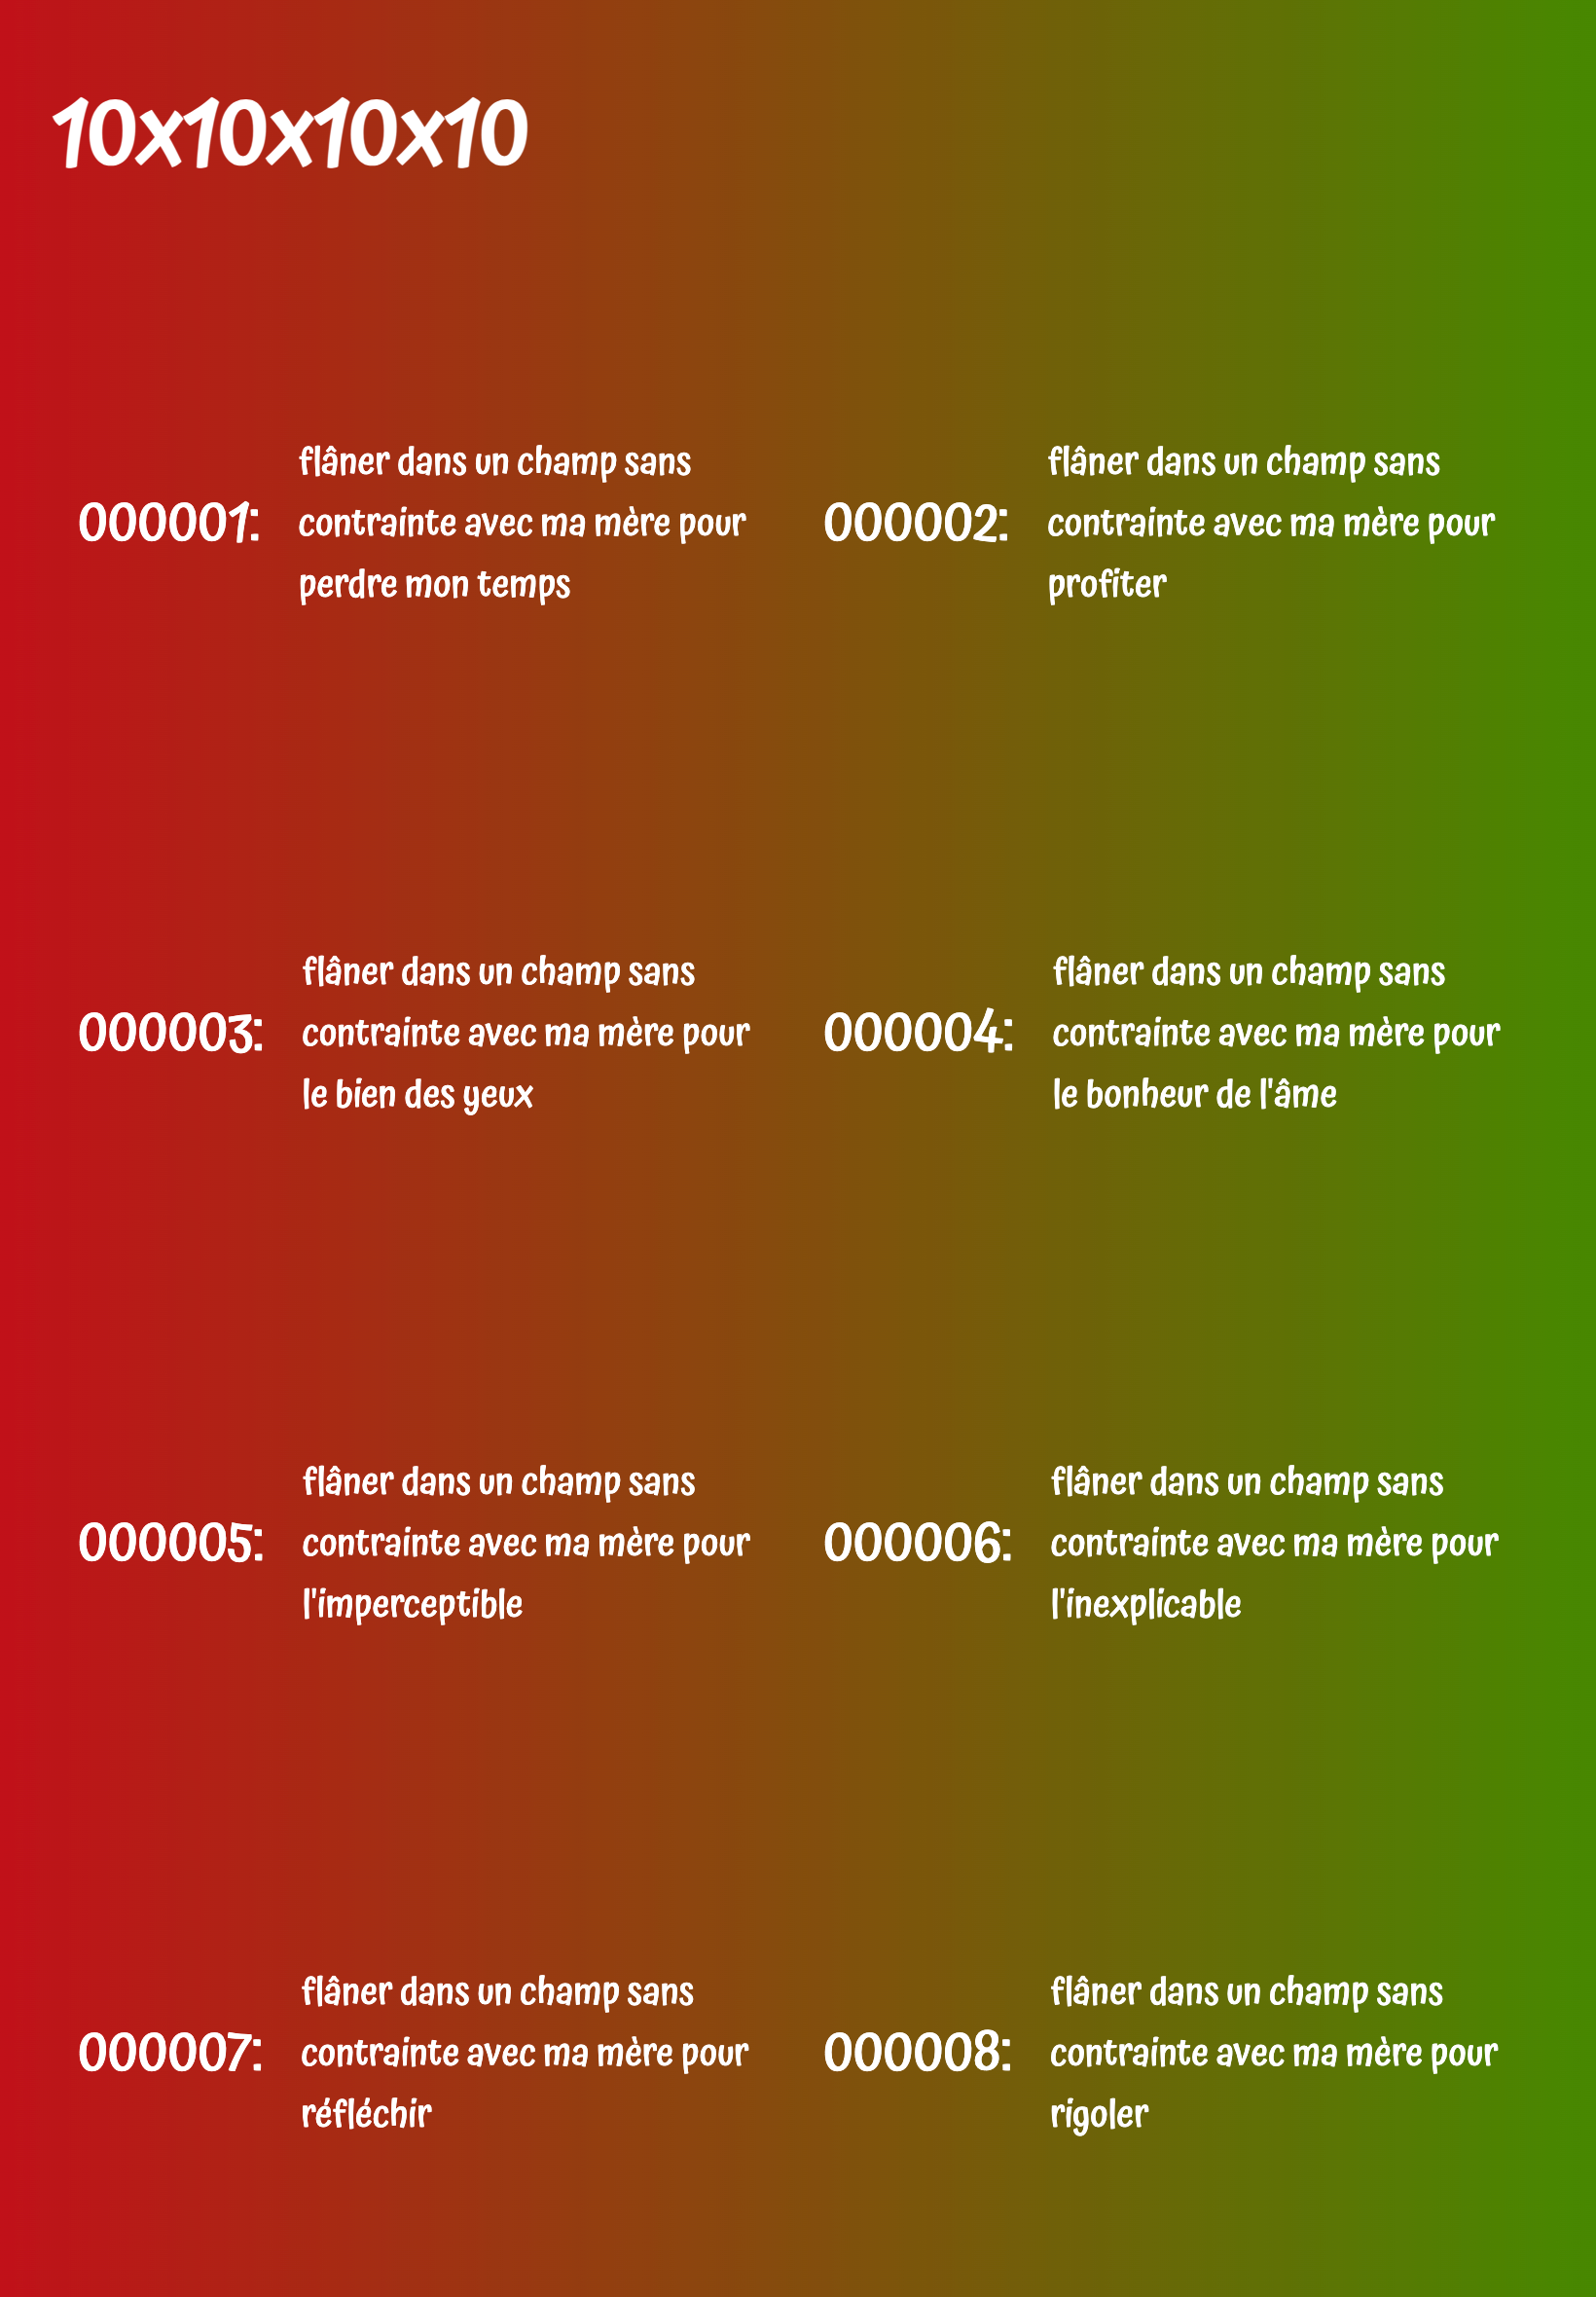 10x10x10x10
000001:
flâner dans un champ sans
contrainte avec ma mère pour
perdre mon temps
000002:
flâner dans un champ sans
contrainte avec ma mère pour
profiter
000003:
flâner dans un champ sans
contrainte avec ma mère pour
le bien des yeux
000004:
flâner dans un champ sans
contrainte avec ma mère pour
le bonheur de l'âme
000005:
flâner dans un champ sans
contrainte avec ma mère pour
l'imperceptible
000006:
flâner dans un champ sans
contrainte avec ma mère pour
l'inexplicable
000007:
flâner dans un champ sans
contrainte avec ma mère pour
réfléchir
000008:
flâner dans un champ sans
contrainte avec ma mère pour
rigoler